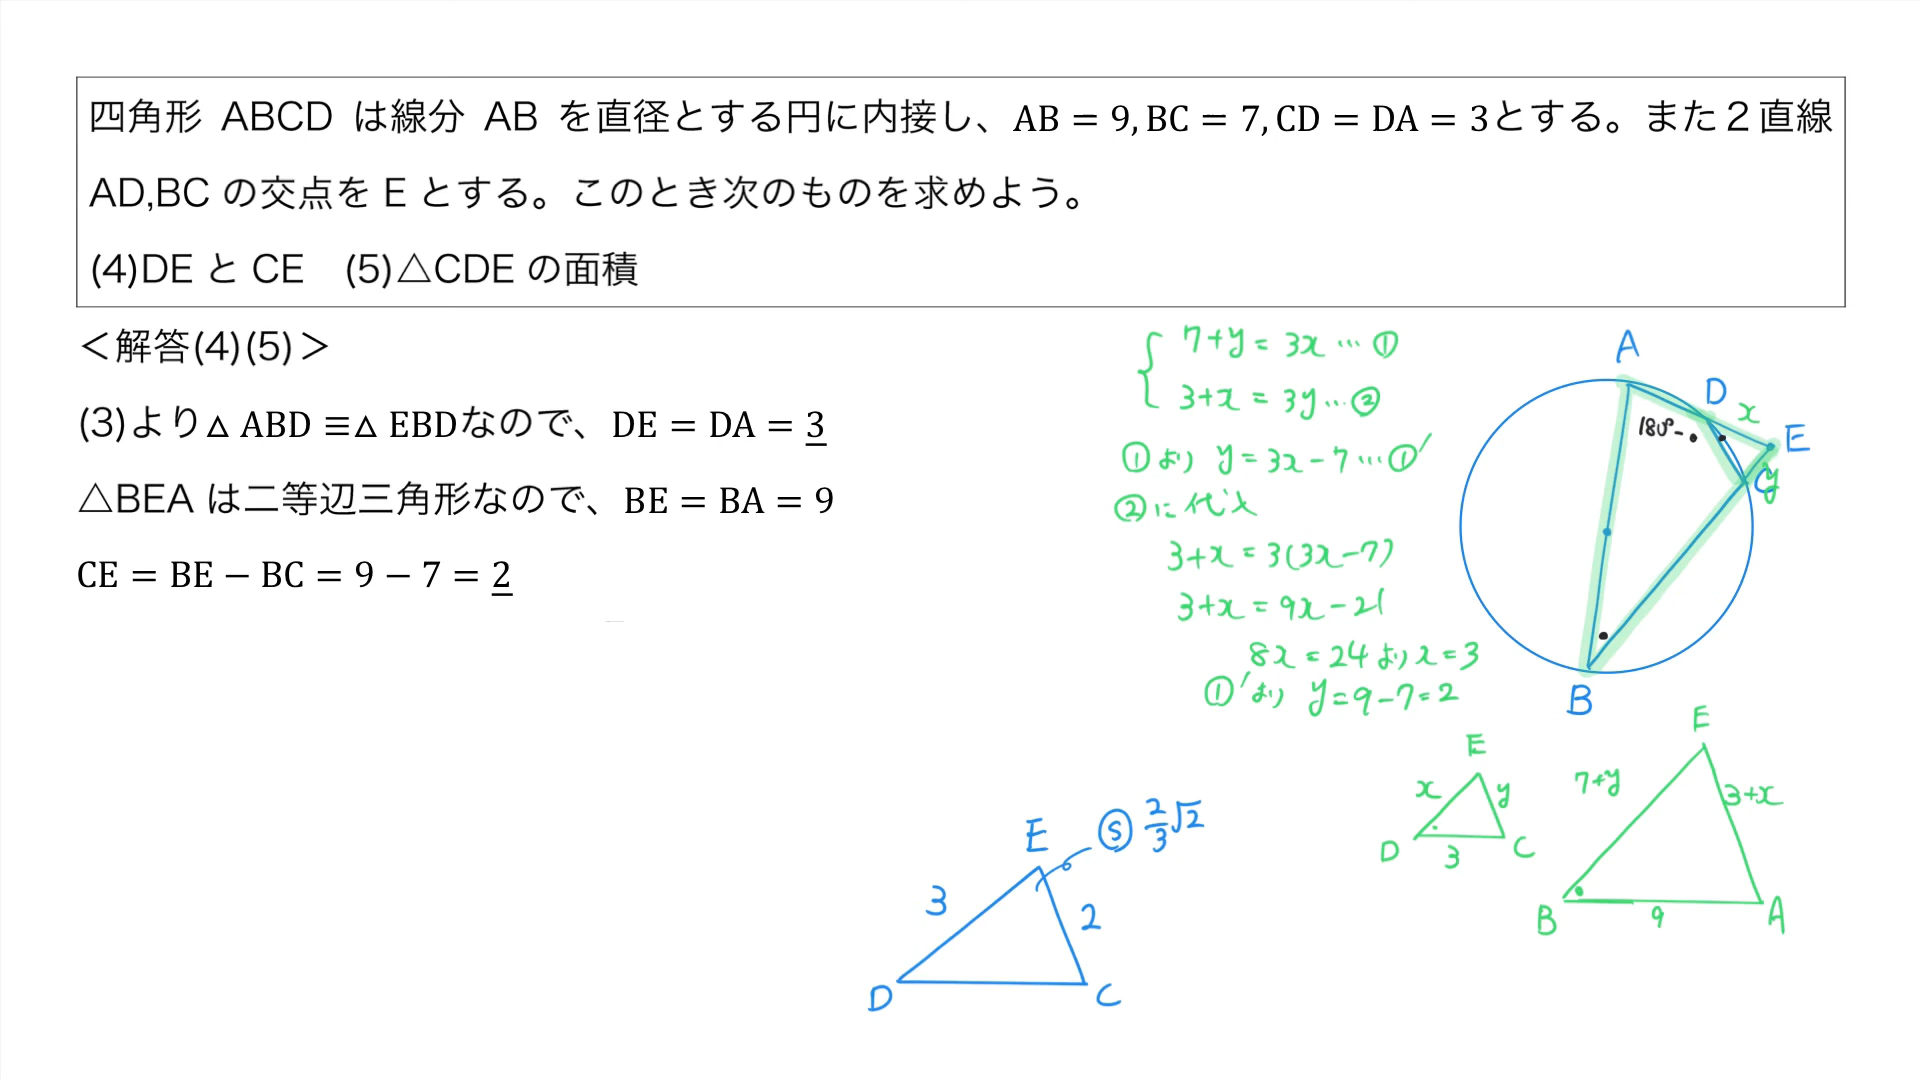 四角形 ABCD は線分 AB を直径とする円に内接し、AB = 9, BC = 7, CD = DA = 3とする。また２直線
AD,BC の交点を E とする。このとき次のものを求めよう。
(4)DE と CE　(5)△CDE の面積
＜解答(4)(5)＞
(3)より△ ABD ≡△ EBDなので、DE = DA = 3
△BEA は二等辺三角形なので、BE = BA = 9
CE = BE − BC = 9 − 7 = 2
7+y = 3x … ①
3+x = 3y … ②
①より y = 3x − 7 … ①′
②に代入
3+x = 3(3x−7)
3+x = 9x − 21
8x = 24 より x = 3
①′より y = 9 − 7 = 2
A
D
x
E
180°− •
C
y
B
E
x
y
D
3
C
E
7+y
3+x
B
9
A
E
Ⓢ 2/3√2
3
2
D
C